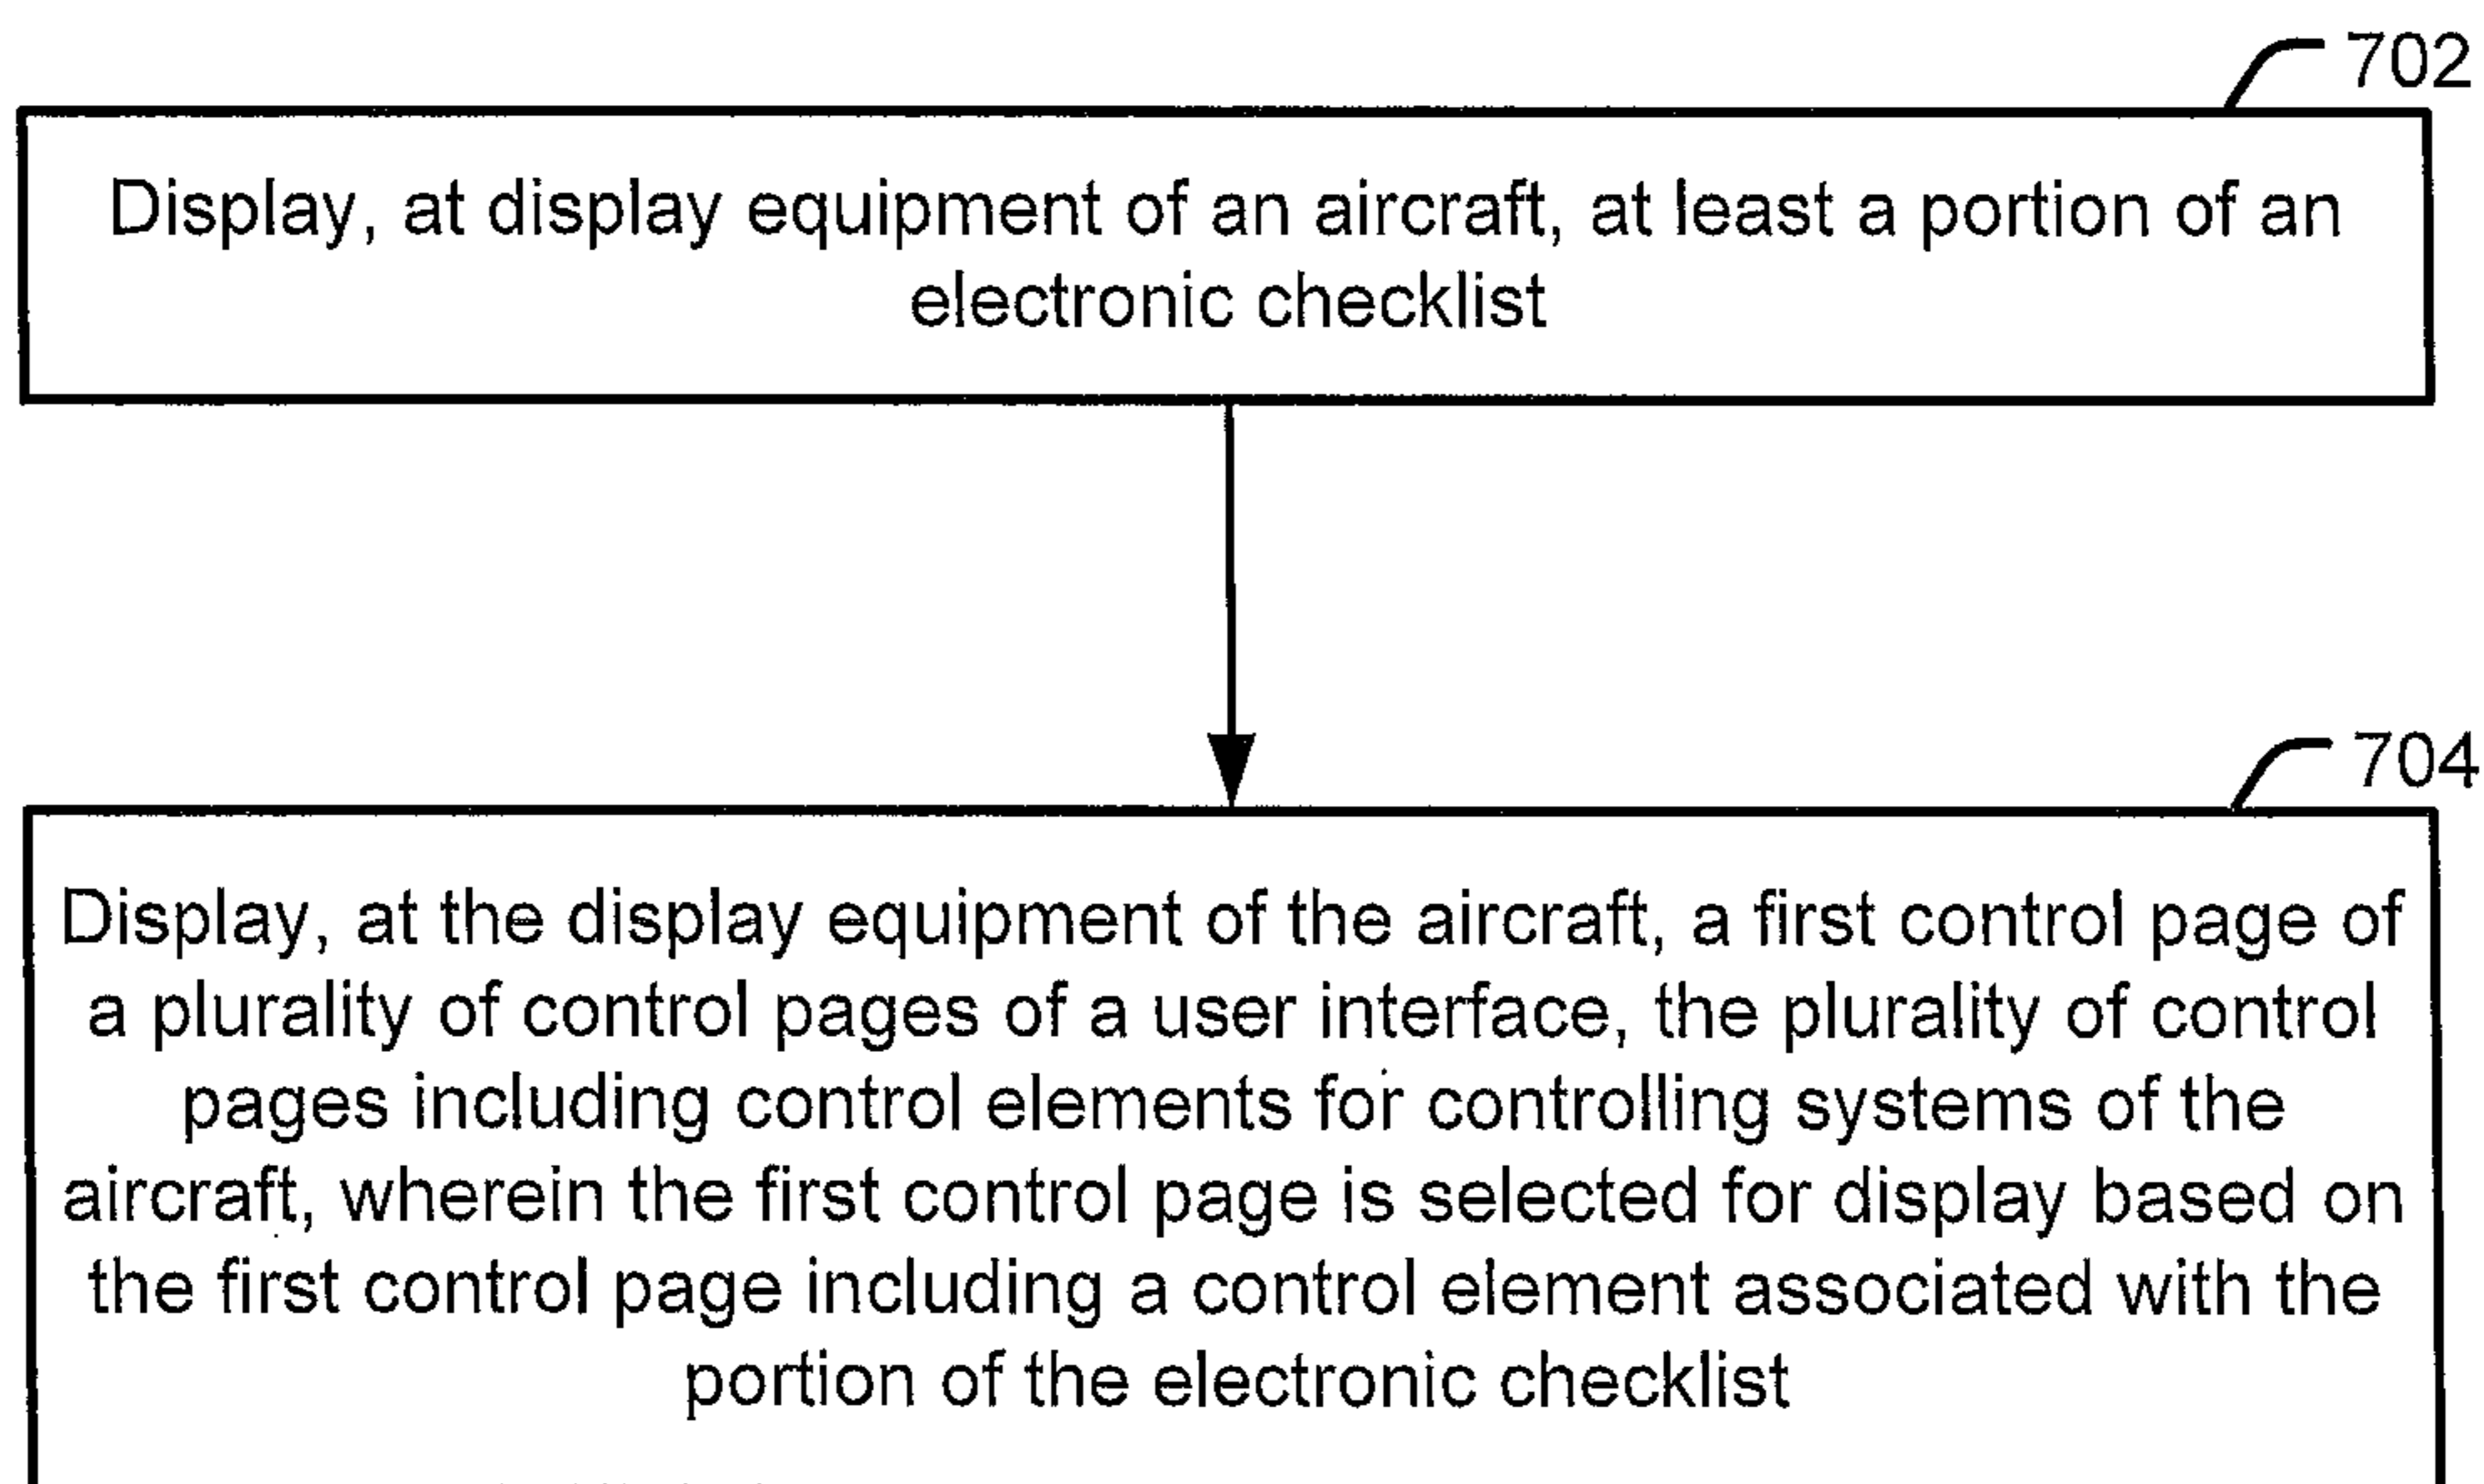 702
Display, at display equipment of an aircraft, at least a portion of an
electronic checklist
704
Display, at the display equipment of the aircraft, a first control page of
a plurality of control pages of a user interface, the plurality of control
pages including control elements for controlling systems of the
aircraft, wherein the first control page is selected for display based on
the first control page including a control element associated with the
portion of the electronic checklist